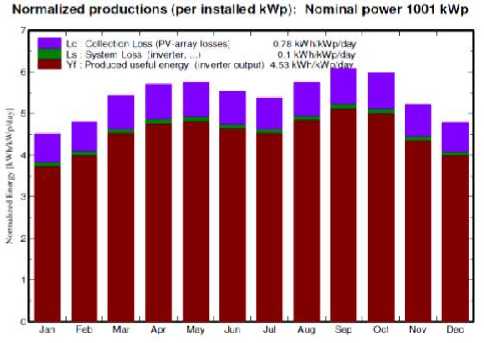 Normalized productions (per installed kWp): Nominal power 1001 kWp
Lc : Collection Loss (PV-array losses) 0.78 kWh/kWp/day
Ls : System Loss (inverter, ...) 0.1 kWh/kWp/day
Yf : Produced useful energy (inverter output) 4.53 kWh/kWp/day
Normalized Energy [kWh/kWp/day]
7
6
5
4
3
2
1
0
Jan Feb Mar Apr May Jun Jul Aug Sep Oct Nov Dec